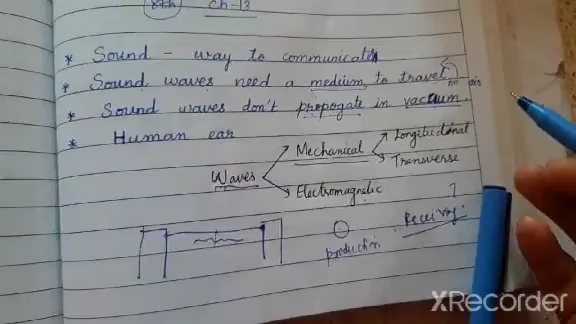 8th Ch-13
* Sound - way to communicate
* Sound waves need a medium to travel
no air
* Sound waves don't propogate in vacuum.
* Human ear
Waves
Mechanical
Longitudinal
Transverse
Electromagnetic
production
Receiving
XRecorder